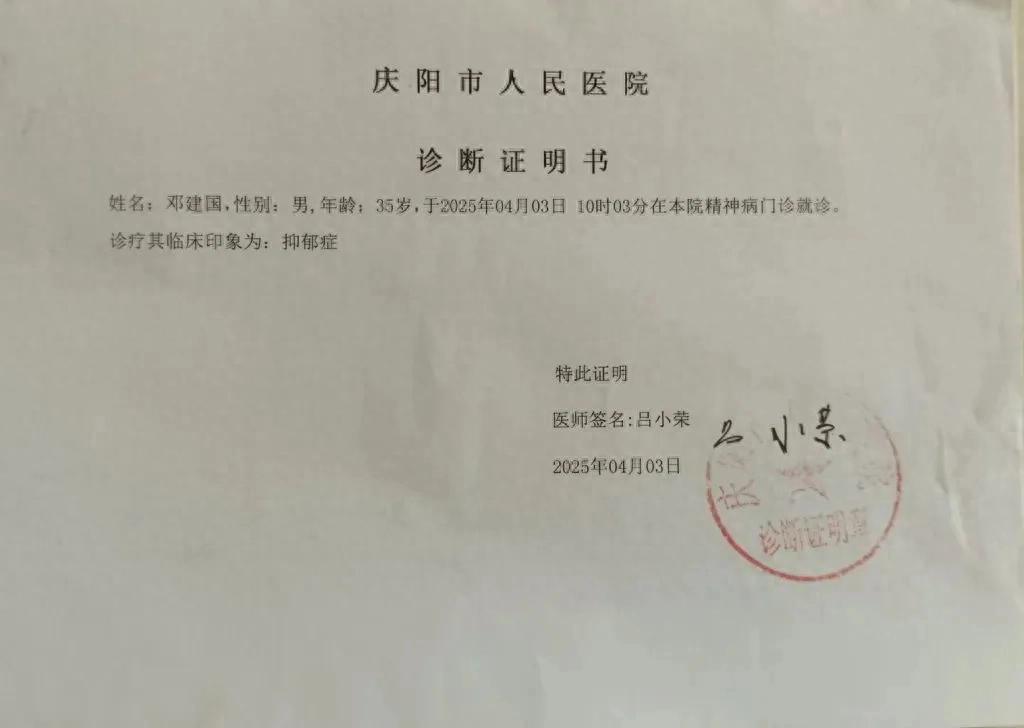 庆阳市人民医院
诊断证明书
姓名：邓建国，性别：男，年龄；35岁，于2025年04月03日 10时03分在本院精神病门诊就诊。
诊疗其临床印象为：抑郁症
特此证明
医师签名:吕小荣
吕小荣
2025年04月03日
庆
诊断证明